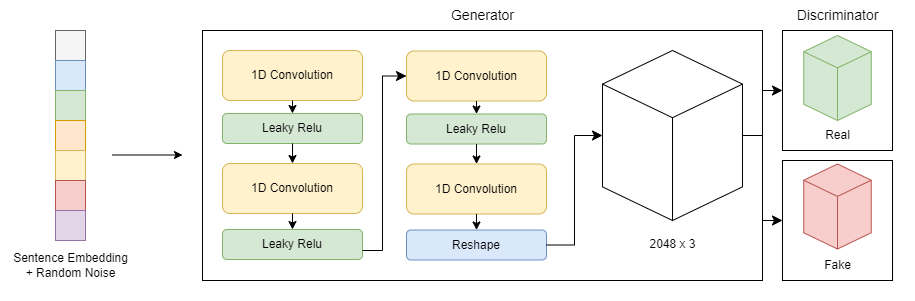 Generator
Discriminator
1D Convolution
Leaky Relu
1D Convolution
Leaky Relu
1D Convolution
Leaky Relu
1D Convolution
Reshape
2048 x 3
Real
Fake
Sentence Embedding
+ Random Noise